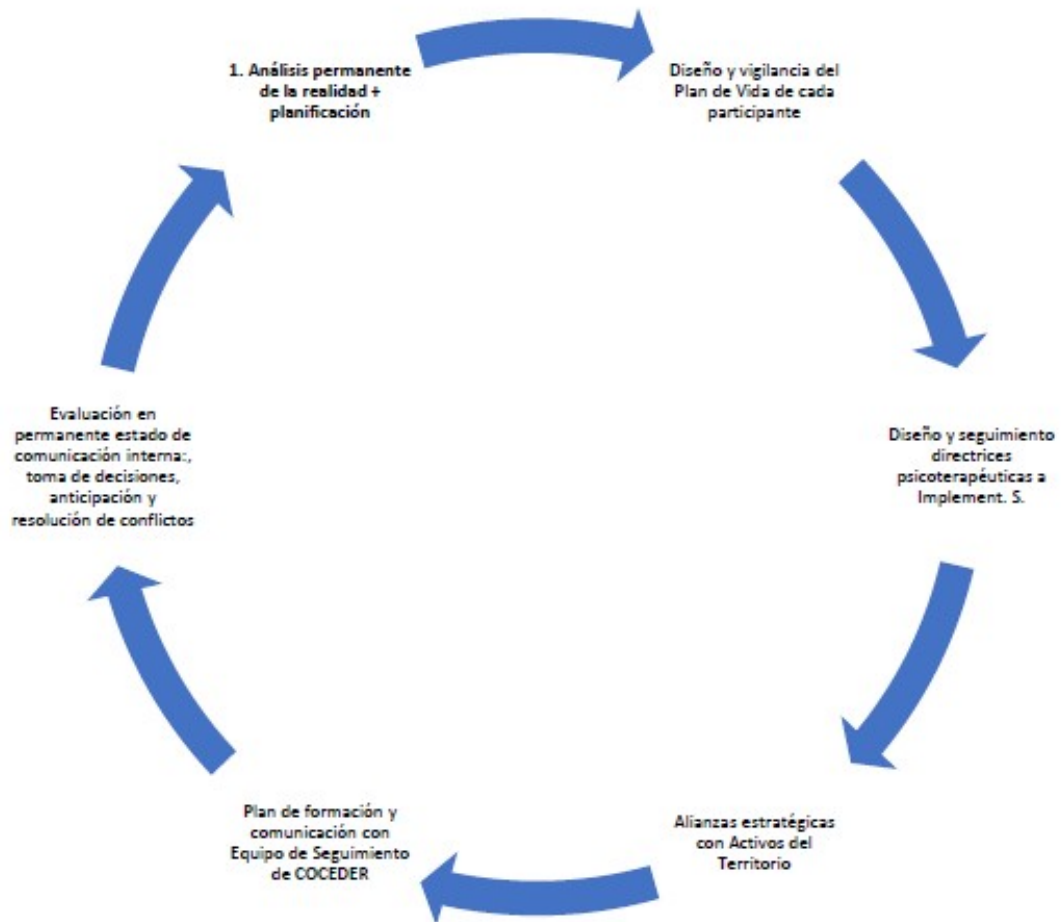 1. Análisis permanente
de la realidad +
planificación
Diseño y vigilancia del
Plan de Vida de cada
participante
Diseño y seguimiento
directrices
psicoterapéuticas a
Implement. S.
Alianzas estratégicas
con Activos del
Territorio
Plan de formación y
comunicación con
Equipo de Seguimiento
de COCEDER
Evaluación en
permanente estado de
comunicación interna:,
toma de decisiones,
anticipación y
resolución de conflictos